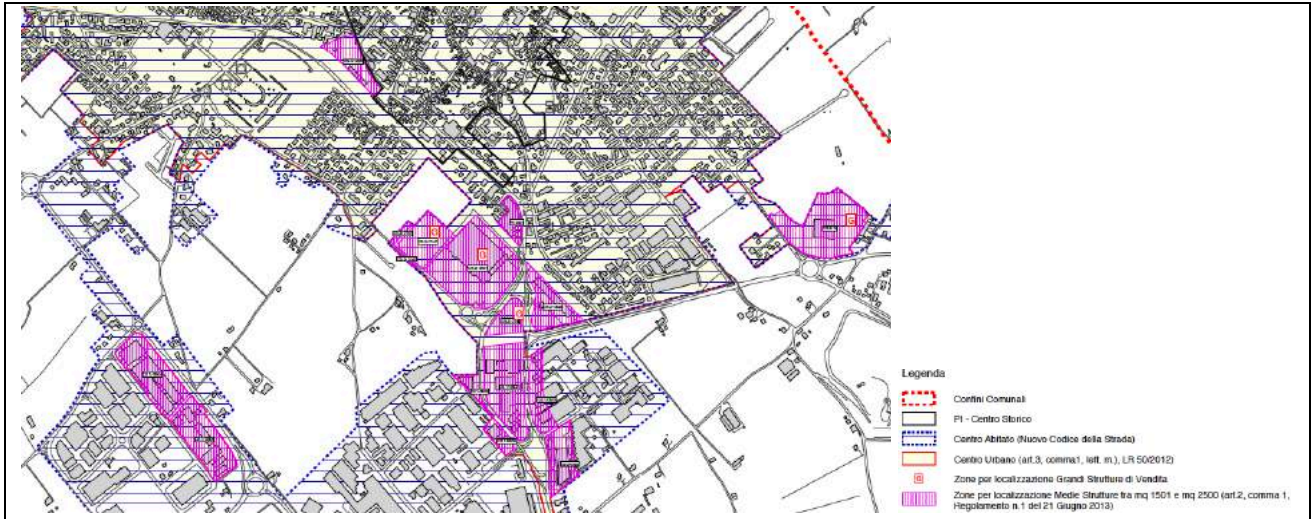 Legenda
Confini Comunali
PI - Centro Storico
Centro Abitato (Nuovo Codice della Strada)
Centro Urbano (art.3, comma1, lett. m.), LR 50/2012)
G
Zone per localizzazione Grandi Strutture di Vendita
Zone per localizzazione Medie Strutture tra mq 1501 e mq 2500 (art.2, comma 1,
Regolamento n.1 del 21 Giugno 2013)